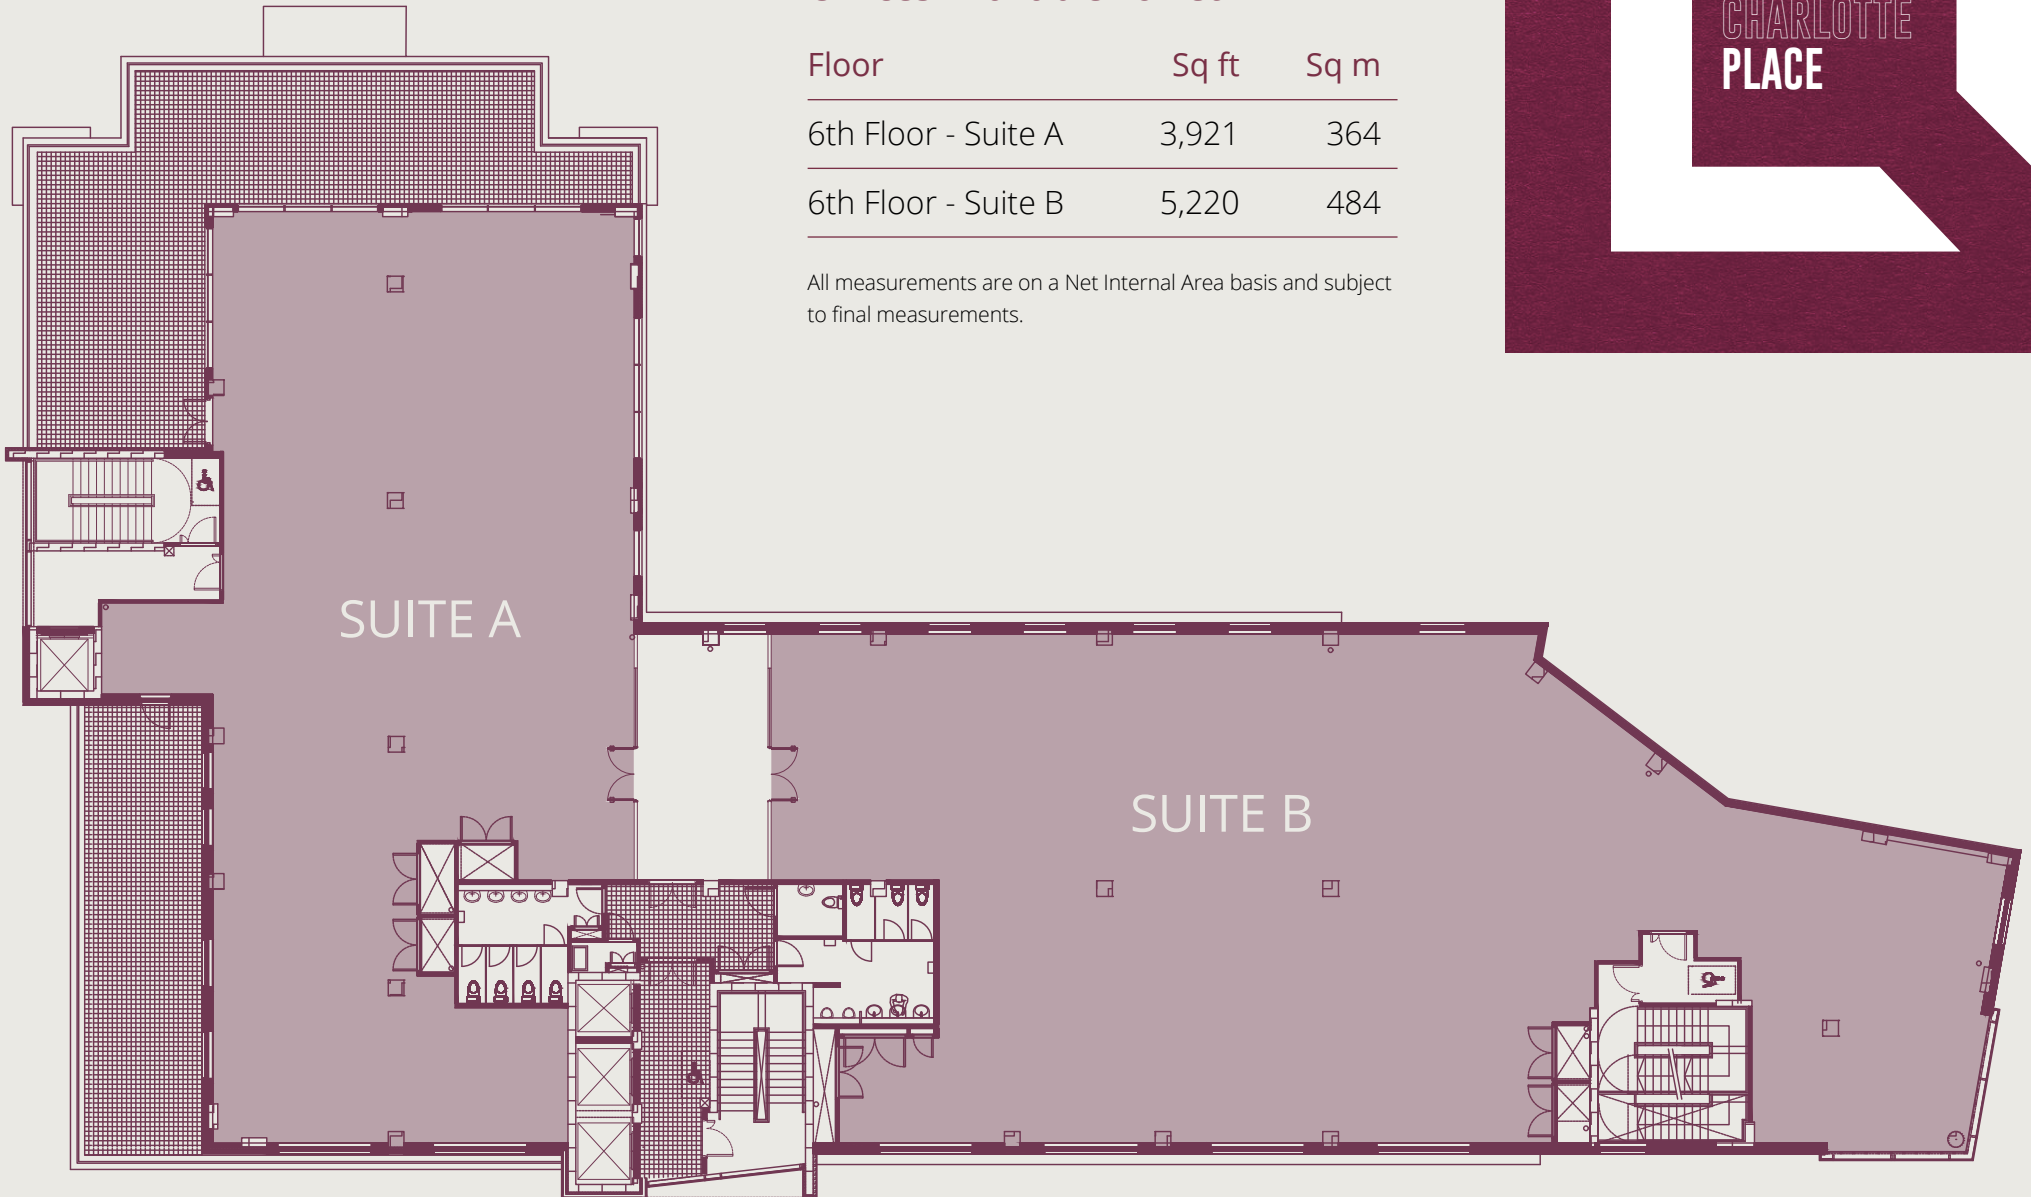 Floor Sq ft Sq m
6th Floor - Suite A 3,921 364
6th Floor - Suite B 5,220 484
All measurements are on a Net Internal Area basis and subject
to final measurements.
CHARLOTTE
PLACE
SUITE A
SUITE B